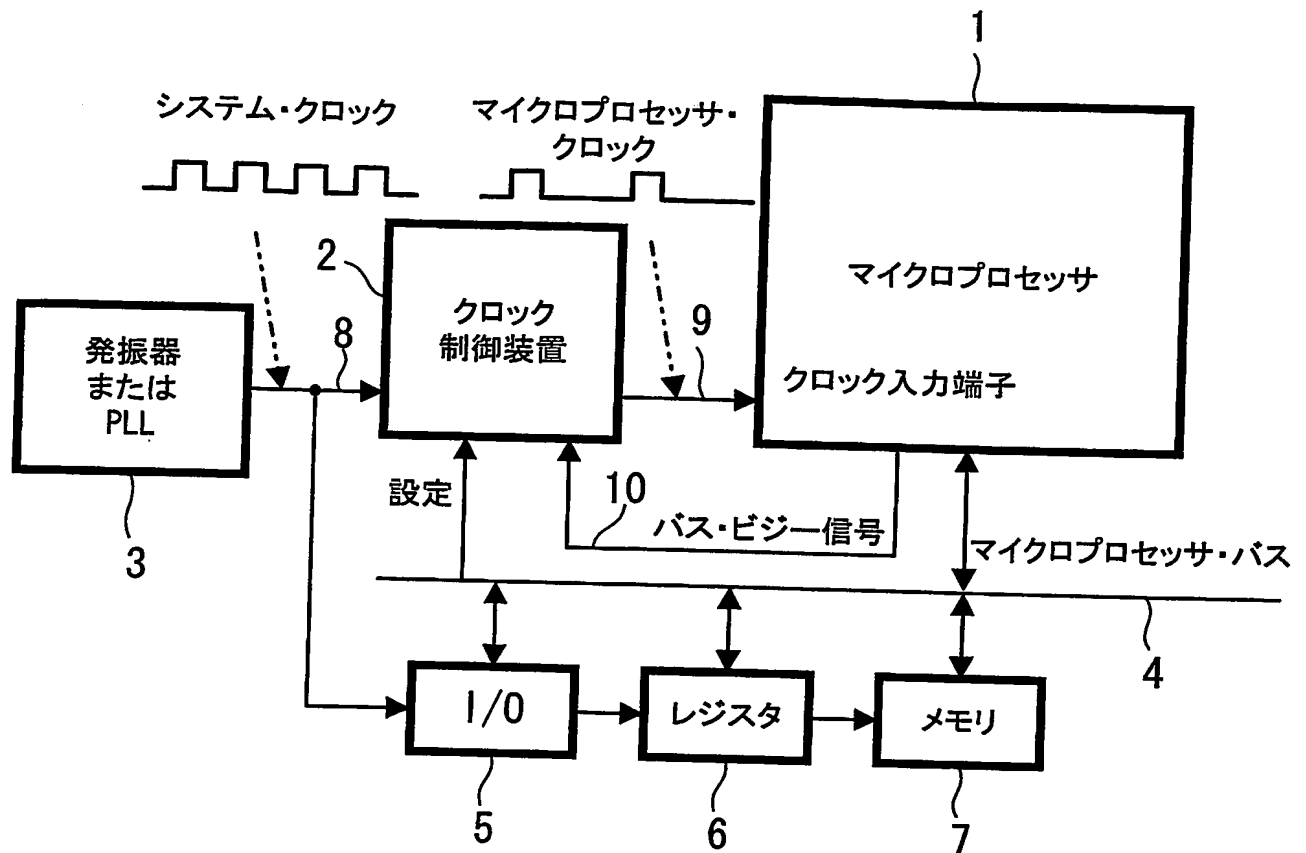 1
システム・クロック
マイクロプロセッサ・
クロック
2
クロック
制御装置
マイクロプロセッサ
発振器
または
PLL
8
9
クロック入力端子
3
設定
10
バス・ビジー信号
マイクロプロセッサ・バス
4
I/O
レジスタ
メモリ
5
6
7